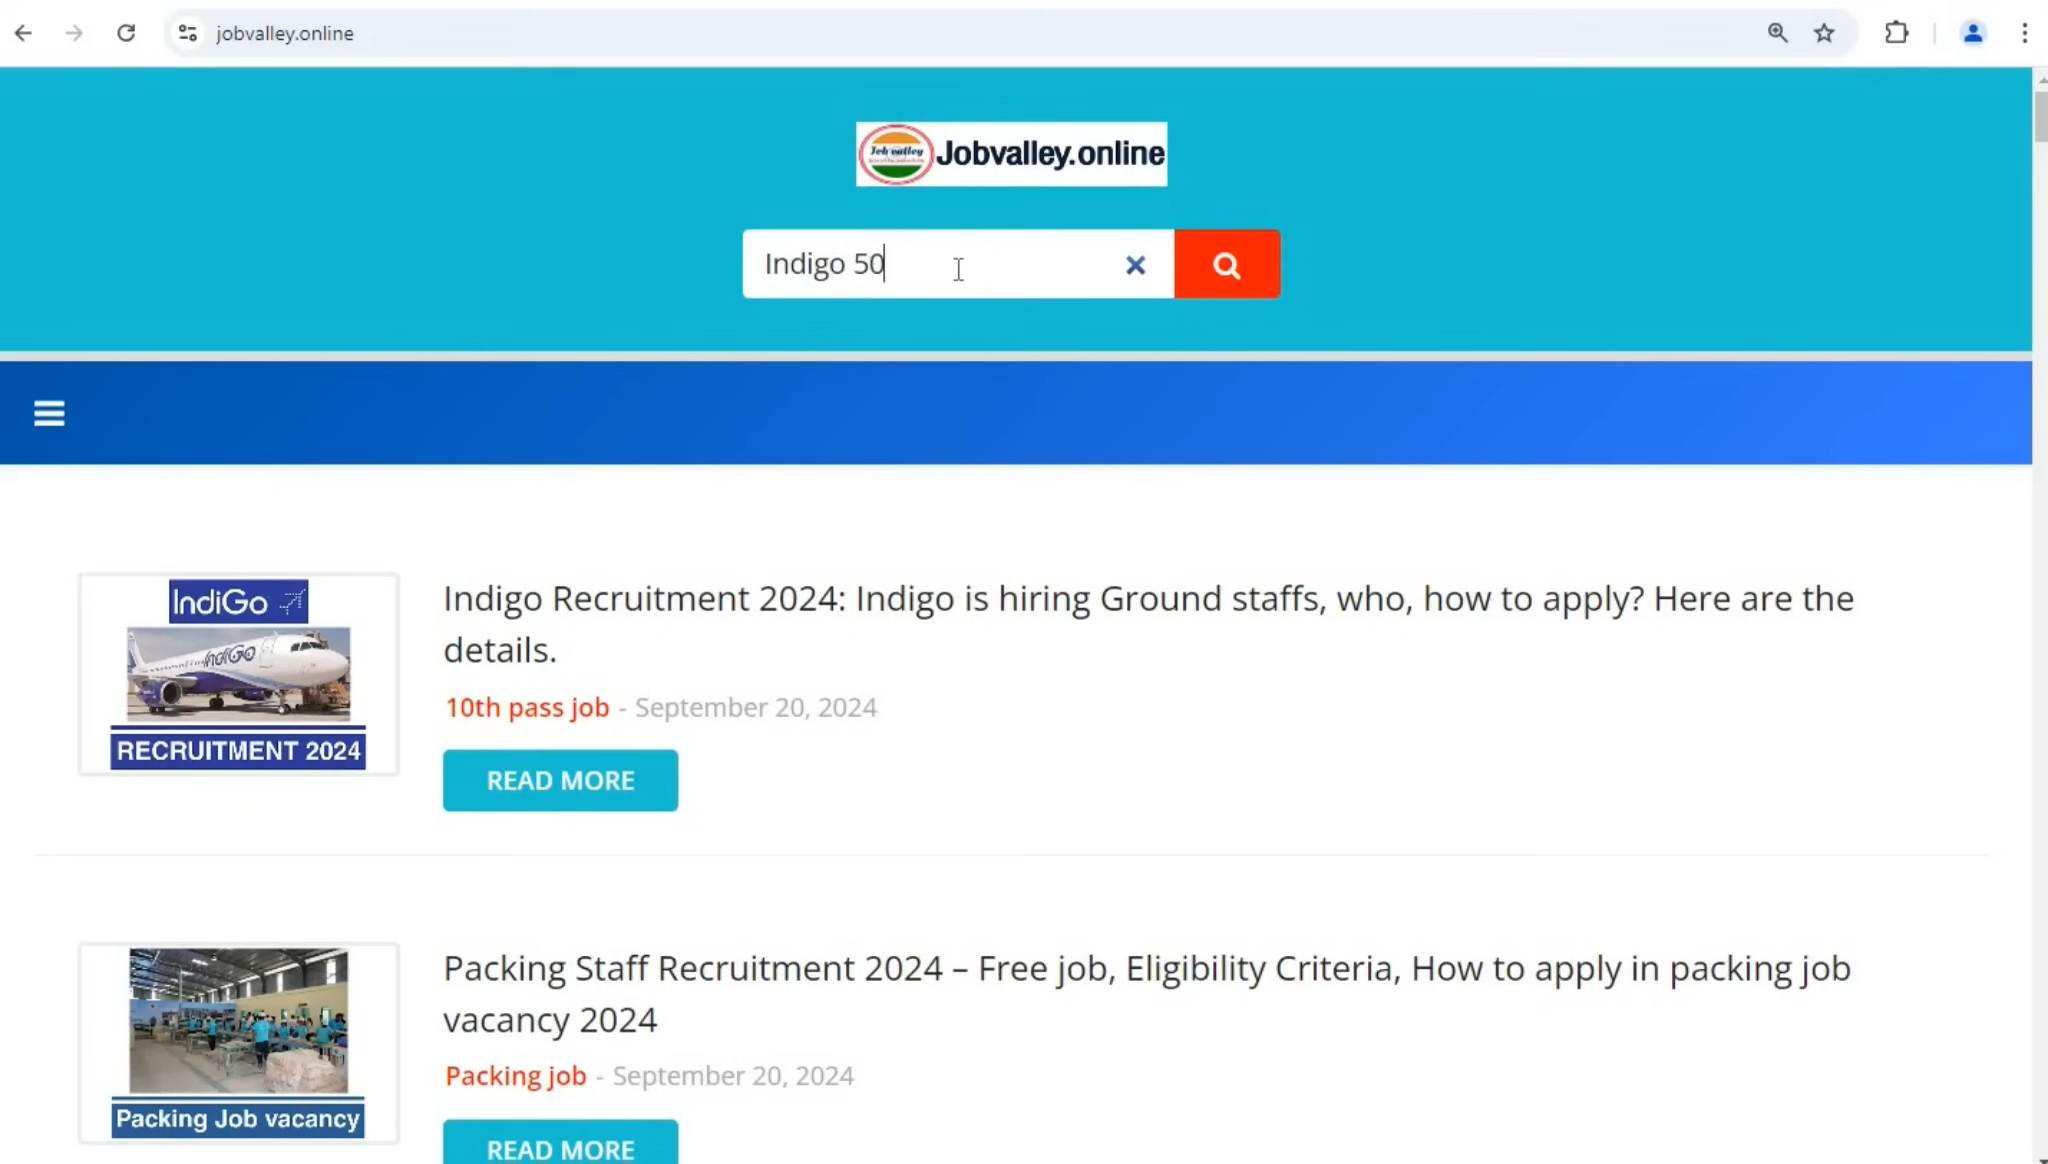 jobvalley.online
Job valley
Jobvalley.online
Indigo 50
IndiGo
IndiGo
RECRUITMENT 2024
Indigo Recruitment 2024: Indigo is hiring Ground staffs, who, how to apply? Here are the
details.
10th pass job - September 20, 2024
READ MORE
Packing Job vacancy
Packing Staff Recruitment 2024 – Free job, Eligibility Criteria, How to apply in packing job
vacancy 2024
Packing job - September 20, 2024
READ MORE